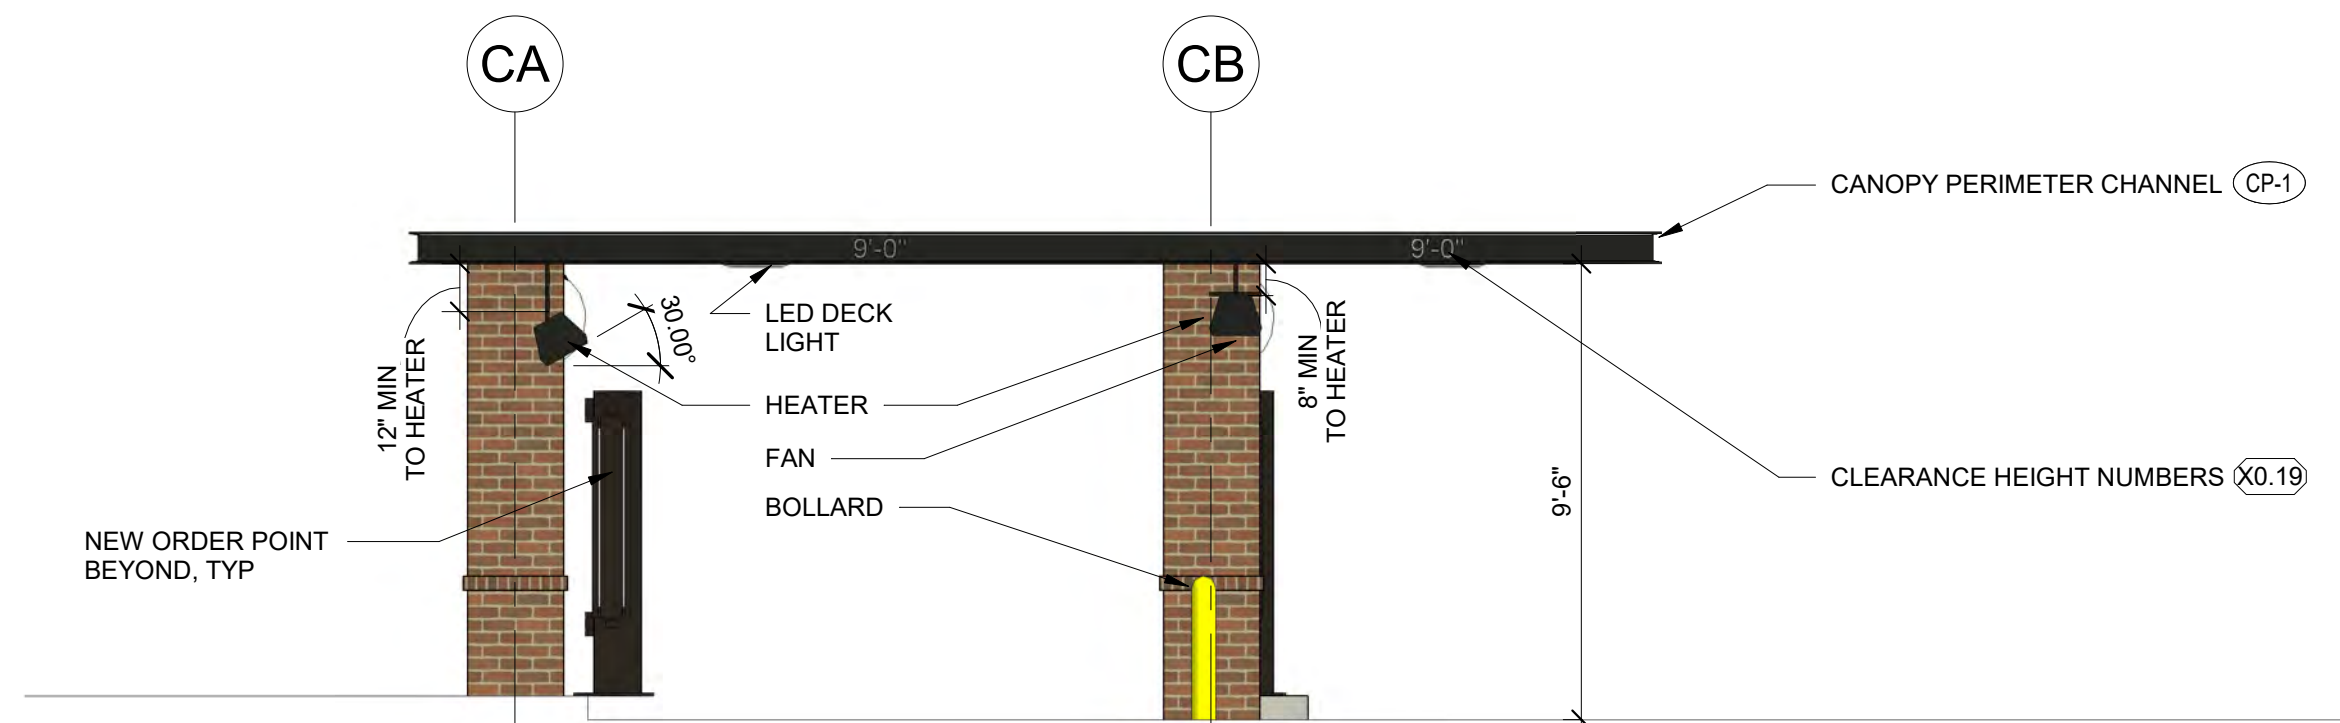 CA
CB
CANOPY PERIMETER CHANNEL CP-1
9'-0"
9'-0"
30.00°
LED DECK
LIGHT
12" MIN
TO HEATER
8" MIN
TO HEATER
HEATER
FAN
BOLLARD
CLEARANCE HEIGHT NUMBERS X0.19
9'-6"
NEW ORDER POINT
BEYOND, TYP